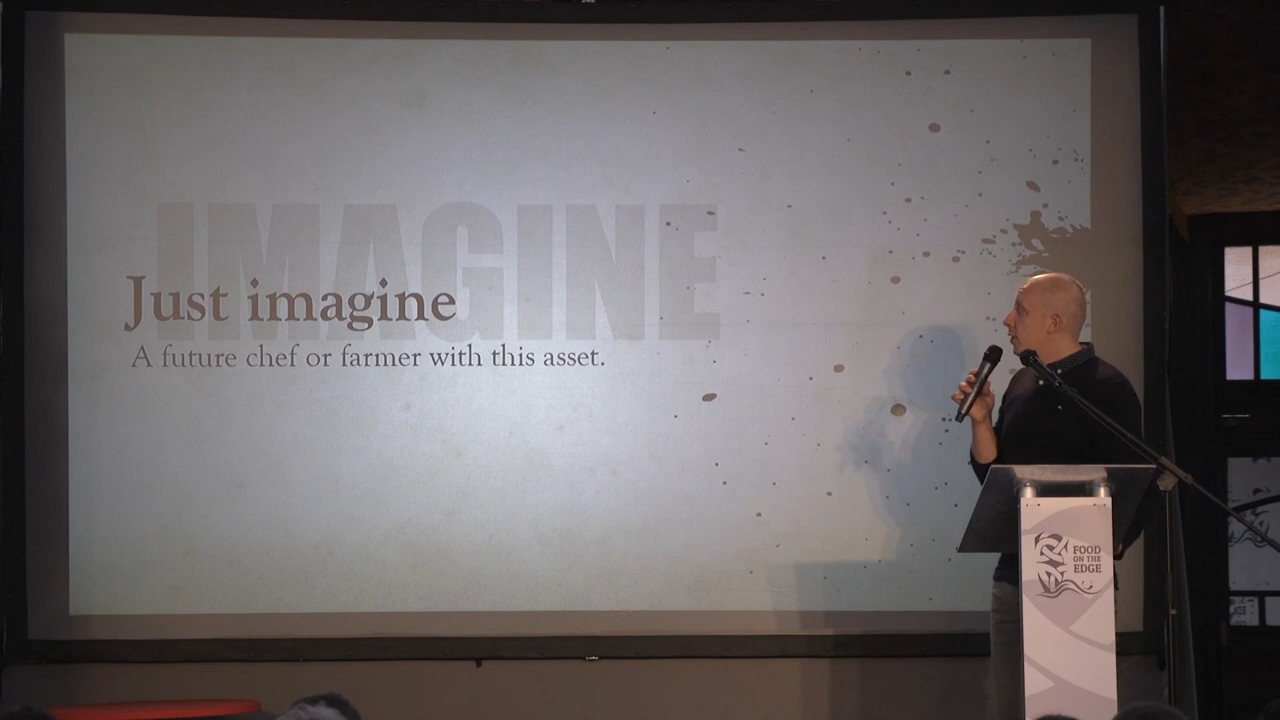 IMAGINE
Just imagine
A future chef or farmer with this asset.
FOOD
ON THE
EDGE